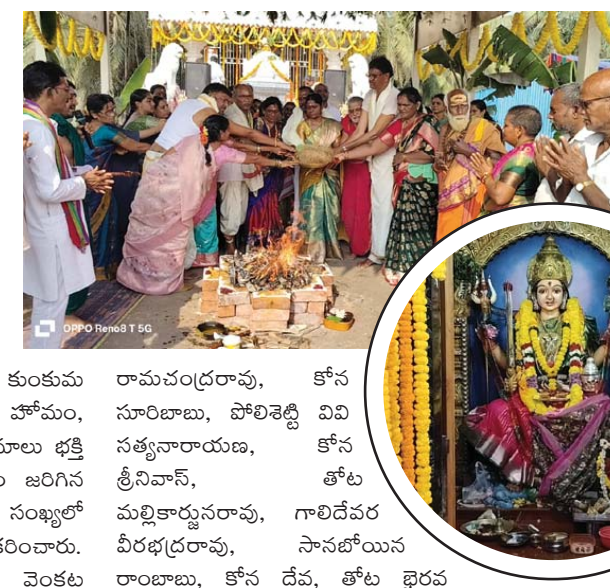 OPPO Reno8 T 5G
కుంకుమ
హోమం,
భక్తి
జరిగిన
సంఖ్యలో
వెంకట
రామచంద్రరావు, కోన
సూరిబాబు, పోలిశెట్టి వివి
సత్యనారాయణ, కోన
శ్రీనివాస్, తోట
మల్లికార్జునరావు, గాలిదేవర
వీరభద్రరావు, సానబోయిన
రాంబాబు, కోన దేవ, తోట భైరవ